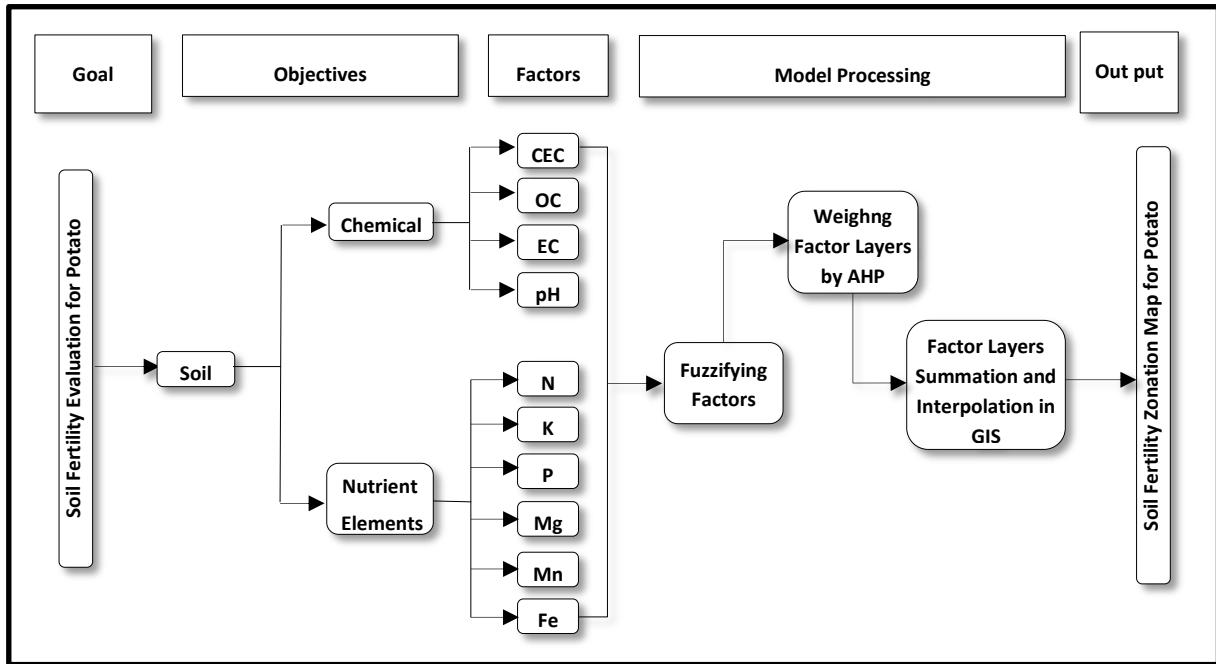 Goal
Objectives
Factors
Model Processing
Out put
Soil Fertility Evaluation for Potato
Soil
Chemical
Nutrient
Elements
CEC
OC
EC
pH
N
K
P
Mg
Mn
Fe
Fuzzifying
Factors
Weighng
Factor Layers
by AHP
Factor Layers
Summation and
Interpolation in
GIS
Soil Fertility Zonation Map for Potato